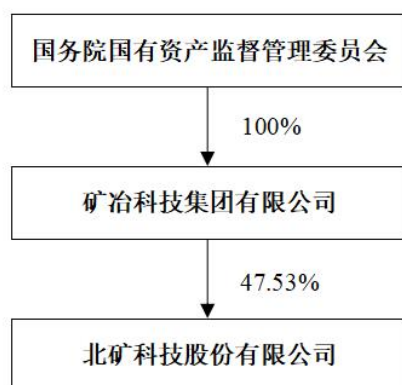 国务院国有资产监督管理委员会
100%
矿冶科技集团有限公司
47.53%
北矿科技股份有限公司